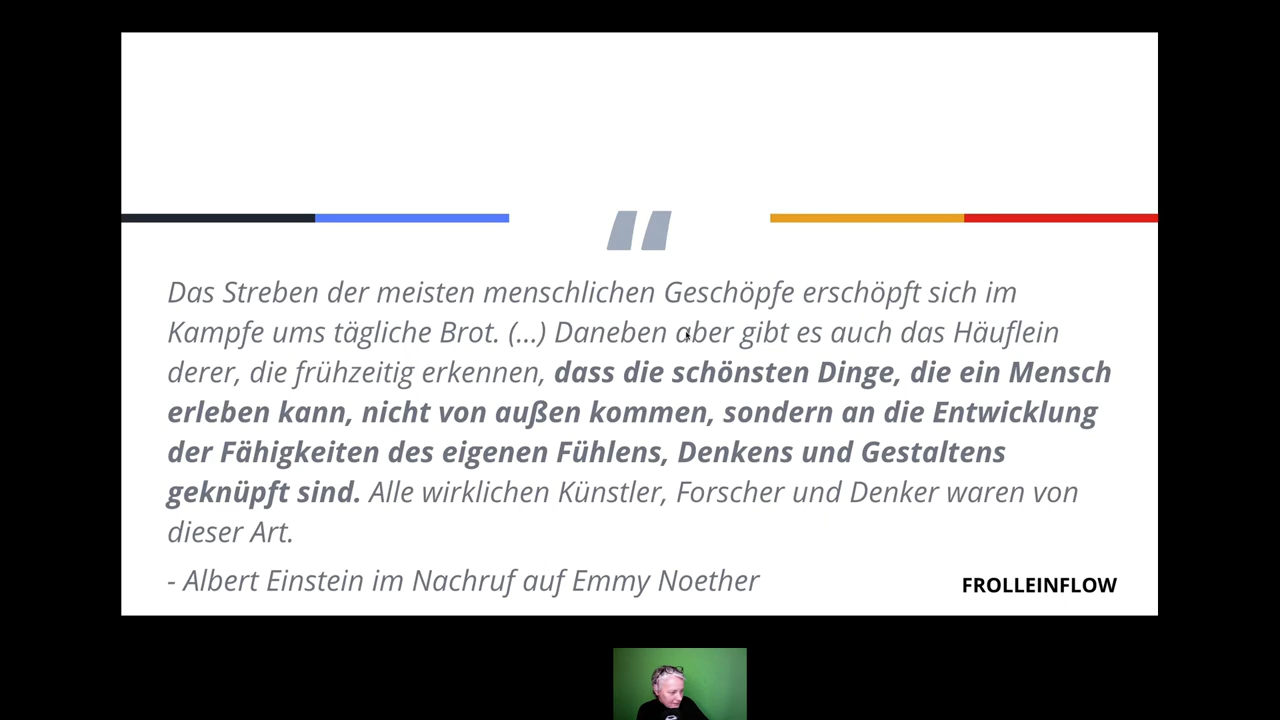 “
Das Streben der meisten menschlichen Geschöpfe erschöpft sich im
Kampfe ums tägliche Brot. (...) Daneben aber gibt es auch das Häuflein
derer, die frühzeitig erkennen, dass die schönsten Dinge, die ein Mensch
erleben kann, nicht von außen kommen, sondern an die Entwicklung
der Fähigkeiten des eigenen Fühlens, Denkens und Gestaltens
geknüpft sind. Alle wirklichen Künstler, Forscher und Denker waren von
dieser Art.
- Albert Einstein im Nachruf auf Emmy Noether
FROLLEINFLOW